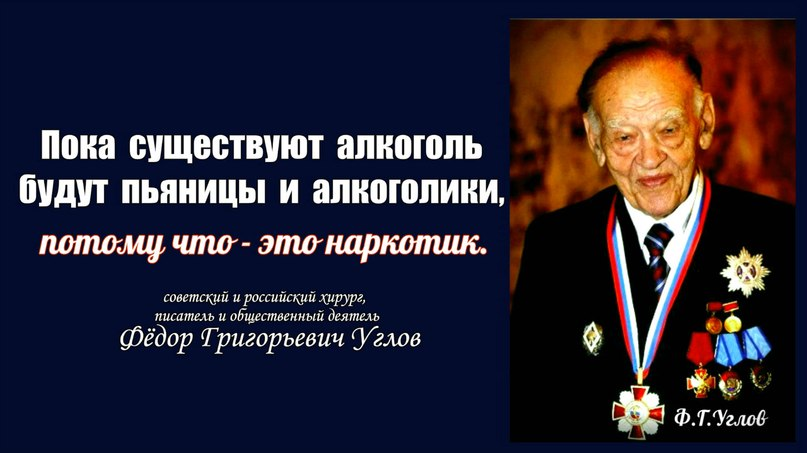 Пока существуют алкоголь
будут пьяницы и алкоголики,
потому что - это наркотик.
советский и российский хирург,
писатель и общественный деятель
Фёдор Григорьевич Углов
Ф.Г.Углов